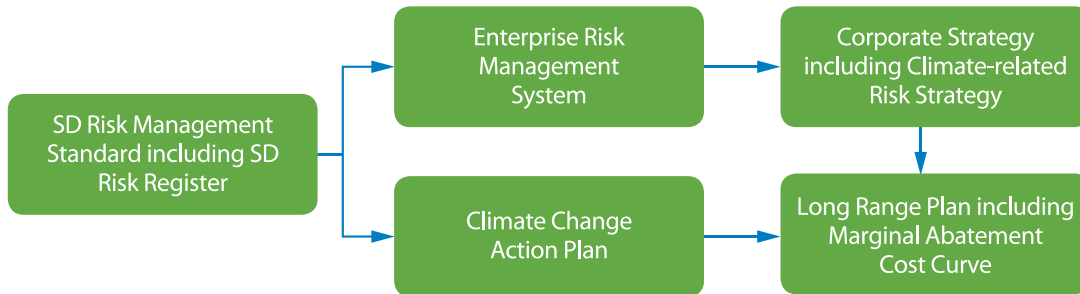 SD Risk Management
Standard including SD
Risk Register
Enterprise Risk
Management
System
Corporate Strategy
including Climate-related
Risk Strategy
Climate Change
Action Plan
Long Range Plan including
Marginal Abatement
Cost Curve